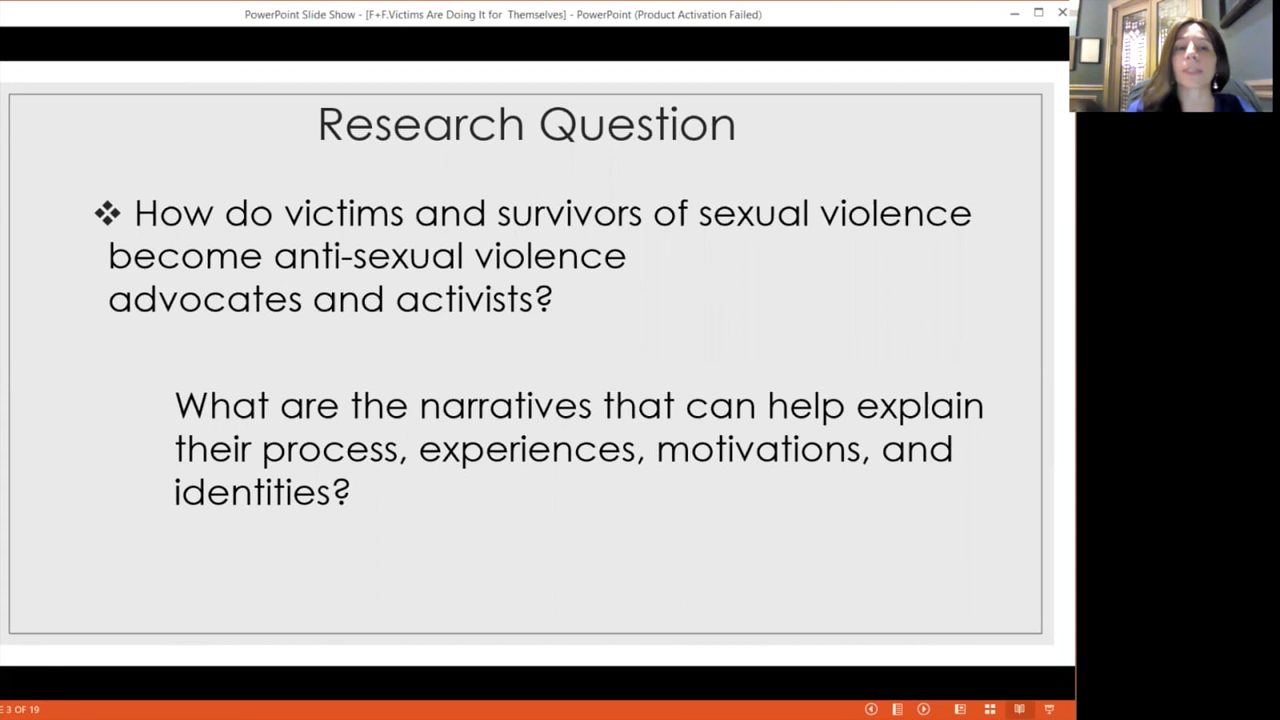 PowerPoint Slide Show - [F+F.Victims Are Doing It for Themselves] - PowerPoint (Product Activation Failed)
Research Question
❖ How do victims and survivors of sexual violence
become anti-sexual violence
advocates and activists?
What are the narratives that can help explain
their process, experiences, motivations, and
identities?
3 OF 19